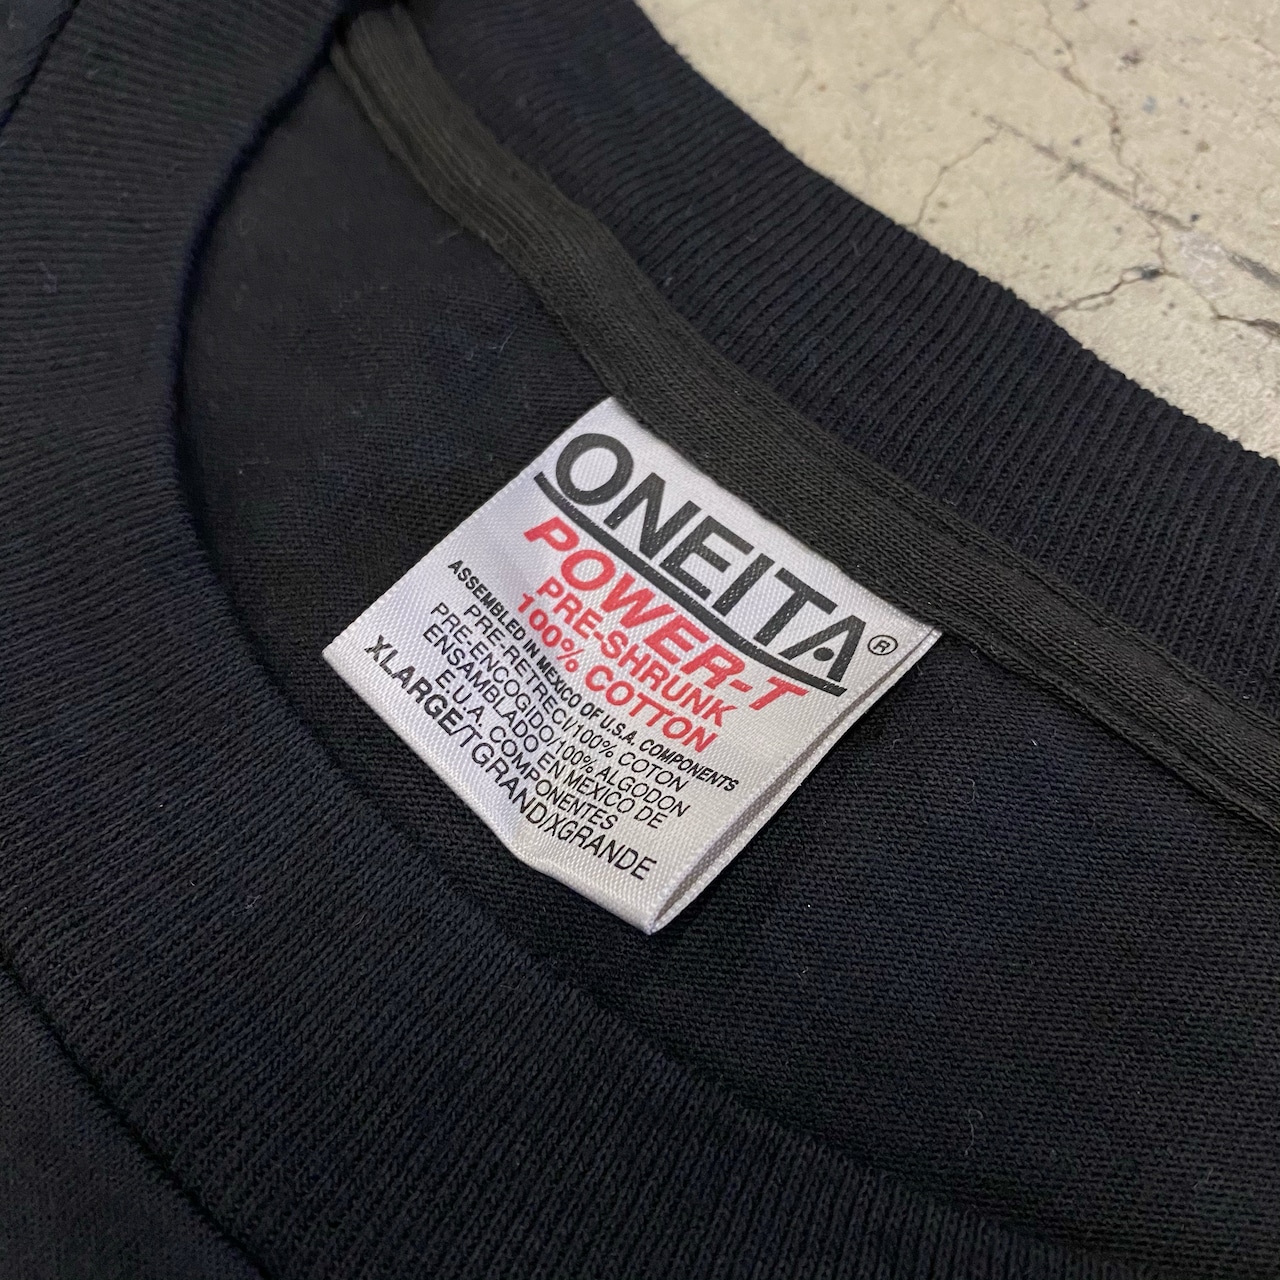 ONEITA®
POWER-T
PRE-SHRUNK
100% COTTON
ASSEMBLED IN MEXICO OF U.S.A. COMPONENTS
PRE-RETRECI/100% COTON
PRE-ENCOGIDO/100% ALGODON
ENSAMBLADO EN MEXICO DE
E.U.A. COMPONENTES
XLARGE/TGRAND/XGRANDE